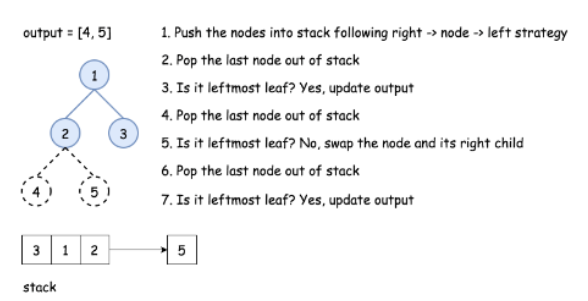 output = [4, 5]
1. Push the nodes into stack following right -> node -> left strategy
2. Pop the last node out of stack
3. Is it leftmost leaf? Yes, update output
4. Pop the last node out of stack
5. Is it leftmost leaf? No, swap the node and its right child
6. Pop the last node out of stack
7. Is it leftmost leaf? Yes, update output
1
2 3
4 5
3 1 2 5
stack